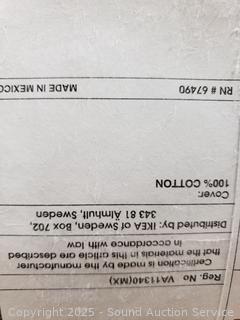 Reg. No VA11340(MX)
Certification is made by the manufacturer
that the materials in this article are described
in accordance with law
Distributed by: IKEA of Sweden, Box 702,
343 81 Älmhult, Sweden
Cover:
100% COTTON
RN # 67490 MADE IN MEXICO
Copyright 2025 - Sound Auction Service